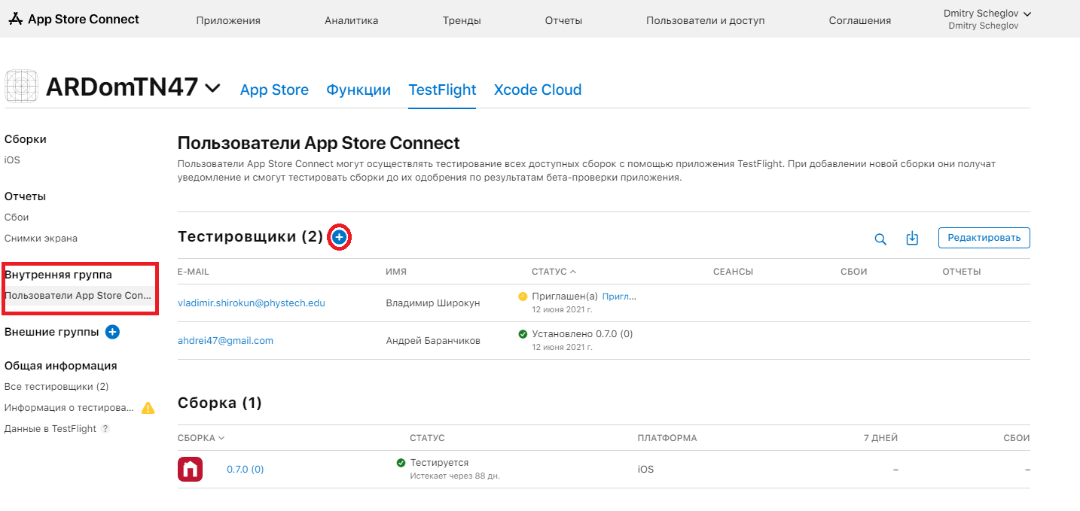 App Store Connect
Приложения Аналитика Тренды Отчеты Пользователи и доступ Соглашения
Dmitry Scheglov
Dmitry Scheglov
ARDomTN47 App Store Функции TestFlight Xcode Cloud
Сборки
iOS
Отчеты
Сбои
Снимки экрана
Внутренняя группа
Пользователи App Store Con...
Внешние группы
Общая информация
Все тестировщики (2)
Информация о тестирова...
Данные в TestFlight ?
Пользователи App Store Connect
Пользователи App Store Connect могут осуществлять тестирование всех доступных сборок с помощью приложения TestFlight. При добавлении новой сборки они получат
уведомление и смогут тестировать сборки до их одобрения по результатам бета-проверки приложения.
Тестировщики (2)
Редактировать
E-MAIL ИМЯ СТАТУС СЕАНСЫ СБОИ ОТЧЕТЫ
vladimir.shirokun@phystech.edu Владимир Широкун Приглашен(а) Пригл...
12 июня 2021 г.
ahdrei47@gmail.com Андрей Баранчиков Установлено 0.7.0 (0)
12 июня 2021 г.
Сборка (1)
СБОРКА СТАТУС ПЛАТФОРМА 7 ДНЕЙ СБОИ
0.7.0 (0) Тестируется iOS – –
Истекает через 88 дн.